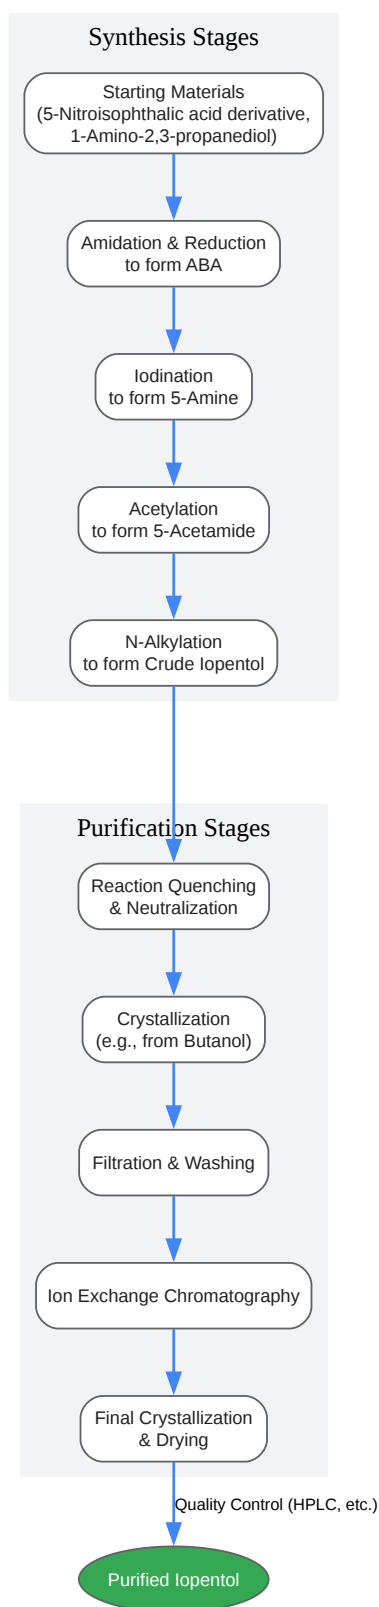 Synthesis Stages
Starting Materials
(5-Nitroisophthalic acid derivative,
1-Amino-2,3-propanediol)
Amidation & Reduction
to form ABA
Iodination
to form 5-Amine
Acetylation
to form 5-Acetamide
N-Alkylation
to form Crude Iopentol
Purification Stages
Reaction Quenching
& Neutralization
Crystallization
(e.g., from Butanol)
Filtration & Washing
Ion Exchange Chromatography
Final Crystallization
& Drying
Quality Control (HPLC, etc.)
Purified Iopentol